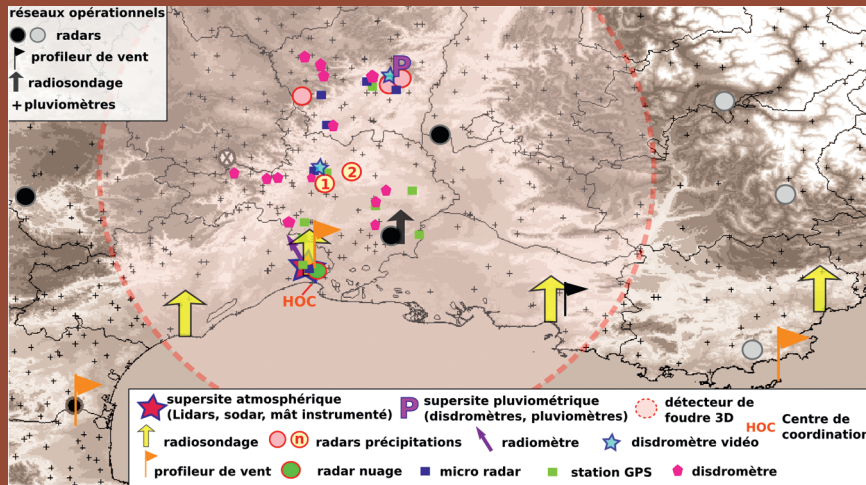 réseaux opérationnels
radars
profileur de vent
radiosondage
pluviomètres
P
X
1
2
HOC
supersite atmosphérique
(Lidars, sodar, mât instrumenté)
P
supersite pluviométrique
(disdromètres, pluviomètres)
détecteur de
foudre 3D
HOC
Centre de
coordination
radiosondage
n
radars précipitations
radiomètre
disdromètre vidéo
profileur de vent
radar nuage
micro radar
station GPS
disdromètre